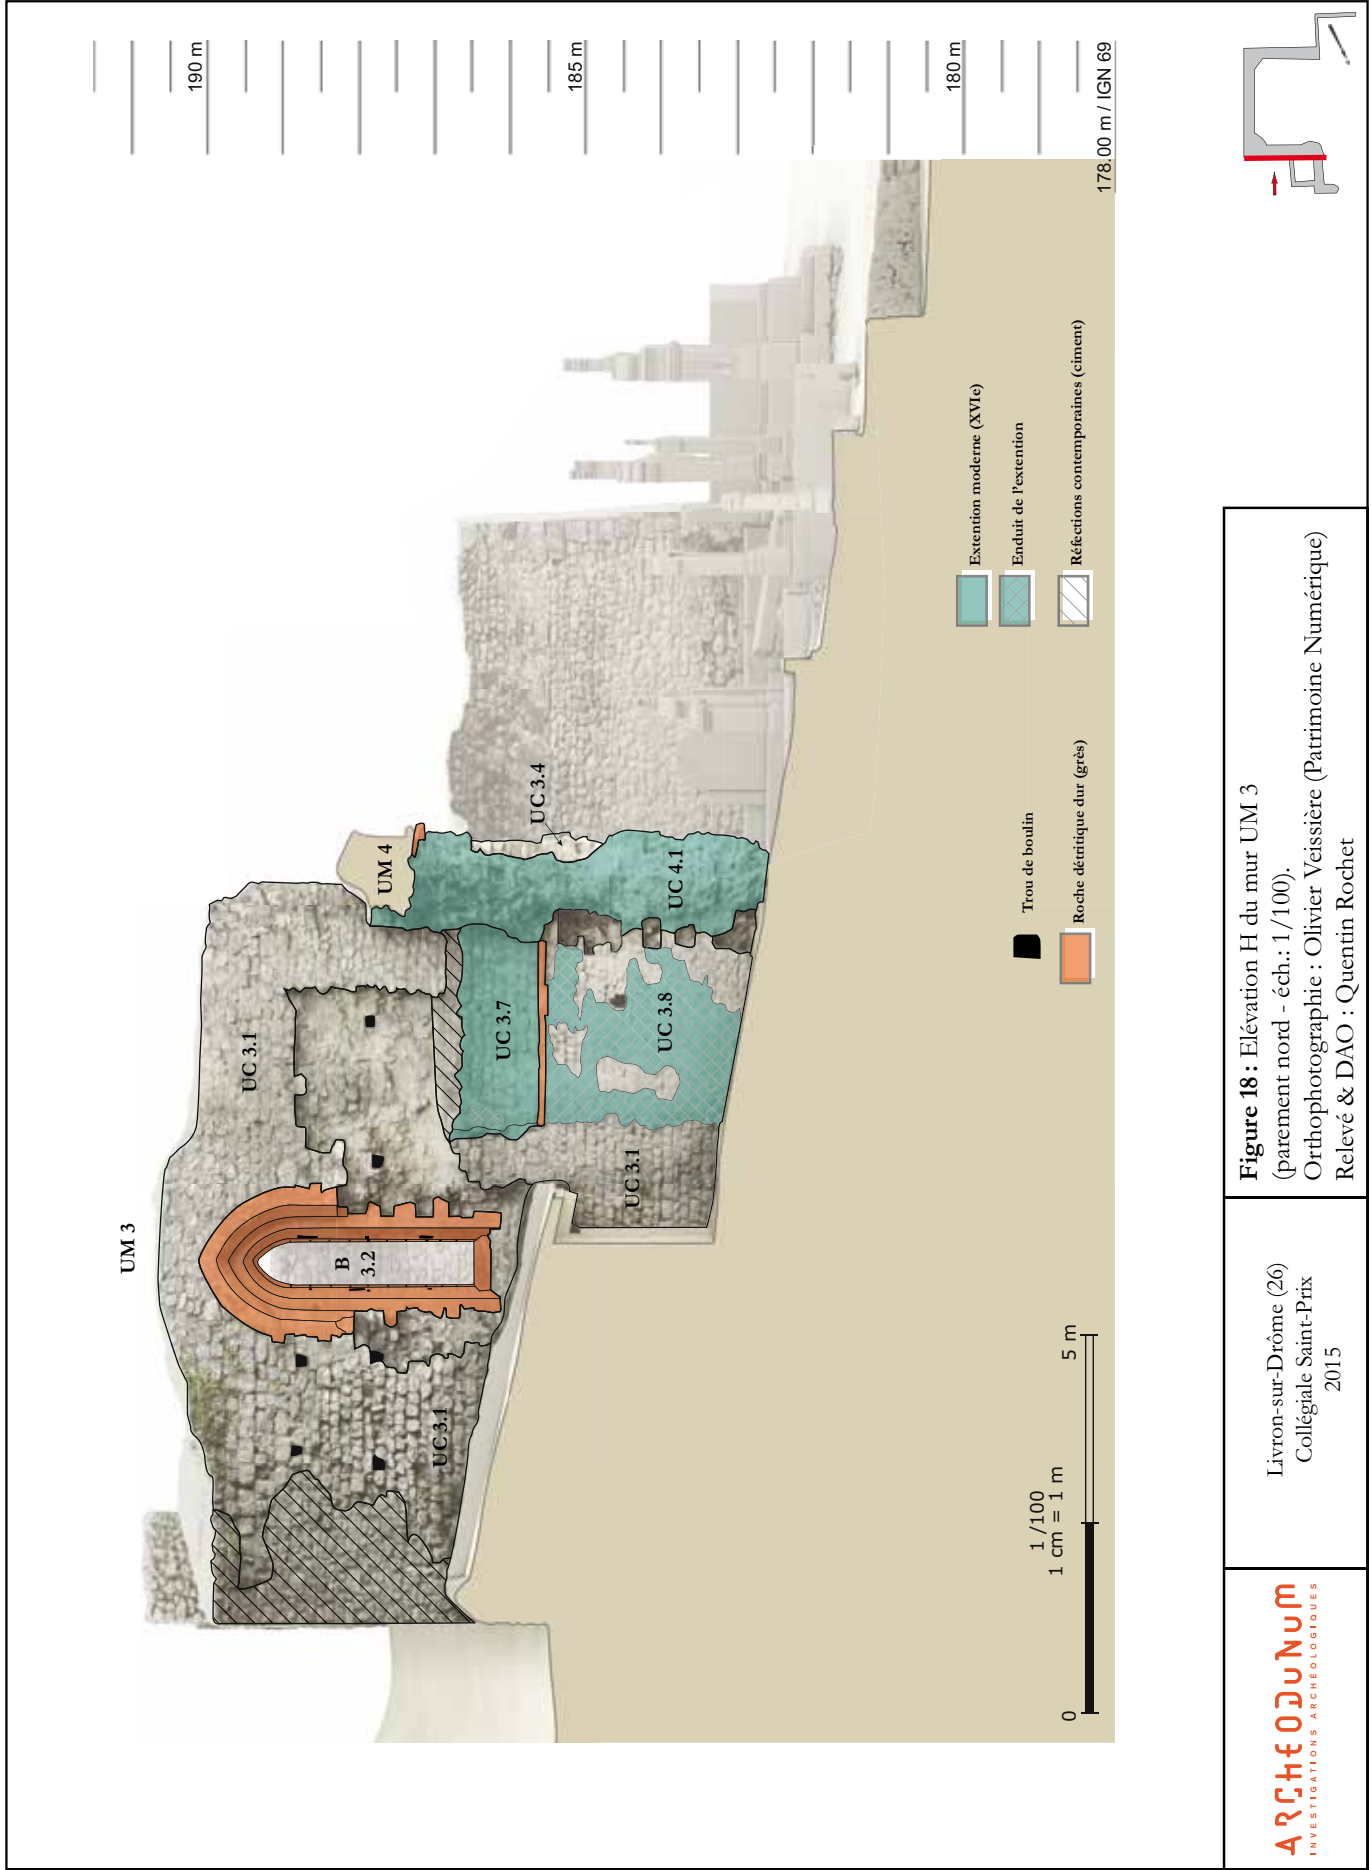 UM 3
UC 3.1
B
3.2
UC 3.1
UC 3.1
UM 4
UC 3.7
UC 3.4
UC 3.8
UC 4.1
190 m
185 m
180 m
178.00 m / IGN 69
Trou de boulin
Roche détritique dur (grès)
Extention moderne (XVIe)
Enduit de l'extention
Réfections contemporaines (ciment)
1 /100
1 cm = 1 m
0
5 m
ARCHEODUNUM
INVESTIGATIONS ARCHÉOLOGIQUES
Livron-sur-Drôme (26)
Collégiale Saint-Prix
2015
Figure 18 : Elévation H du mur UM 3
(parement nord - éch.: 1/100).
Orthophotographie : Olivier Veissière (Patrimoine Numérique)
Relevé & DAO : Quentin Rochet